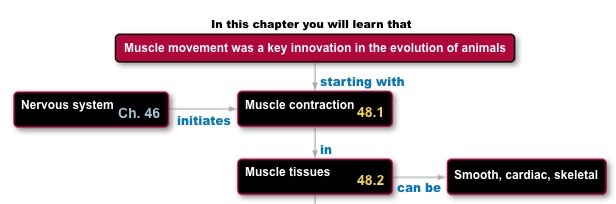 In this chapter you will learn that
Muscle movement was a key innovation in the evolution of animals
starting with
Nervous system
Ch. 46
initiates
Muscle contraction
48.1
in
Muscle tissues
48.2
can be
Smooth, cardiac, skeletal